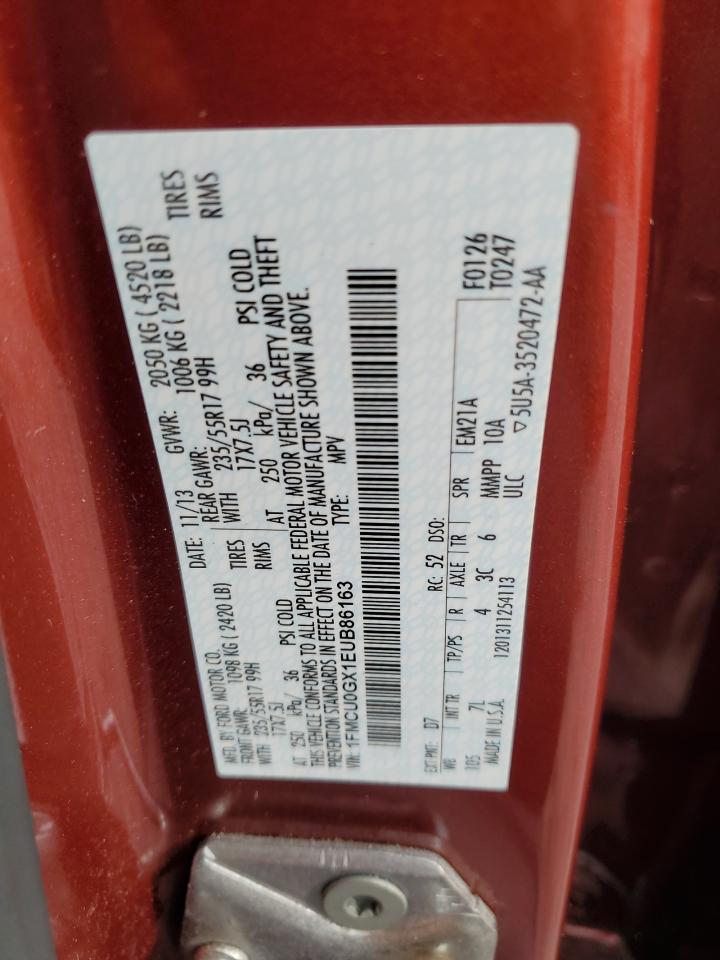 MFD. BY FORD MOTOR CO. DATE: 11/13 GVWR: 2050 KG ( 4520 LB)
FRONT GAWR: 1098 KG ( 2420 LB) REAR GAWR: 1006 KG ( 2218 LB)
WITH 235/55R17 99H TIRES WITH 235/55R17 99H TIRES
17X7.5J RIMS 17X7.5J RIMS
AT 250 kPa/ 36 PSI COLD AT 250 kPa/ 36 PSI COLD
THIS VEHICLE CONFORMS TO ALL APPLICABLE FEDERAL MOTOR VEHICLE SAFETY AND THEFT
PREVENTION STANDARDS IN EFFECT ON THE DATE OF MANUFACTURE SHOWN ABOVE.
VIN: 1FMCU0GX1EUB86163 TYPE: MPV
EXT PNT: D7 RC: 52 DSO: F0126
WB INT TR TP/PS R AXLE TR SPR EM21A T0247
105 7L 4 3C 6 MMPP 10A
MADE IN U.S.A. 1201311254113 ULC ▽5U5A-3520472-AA